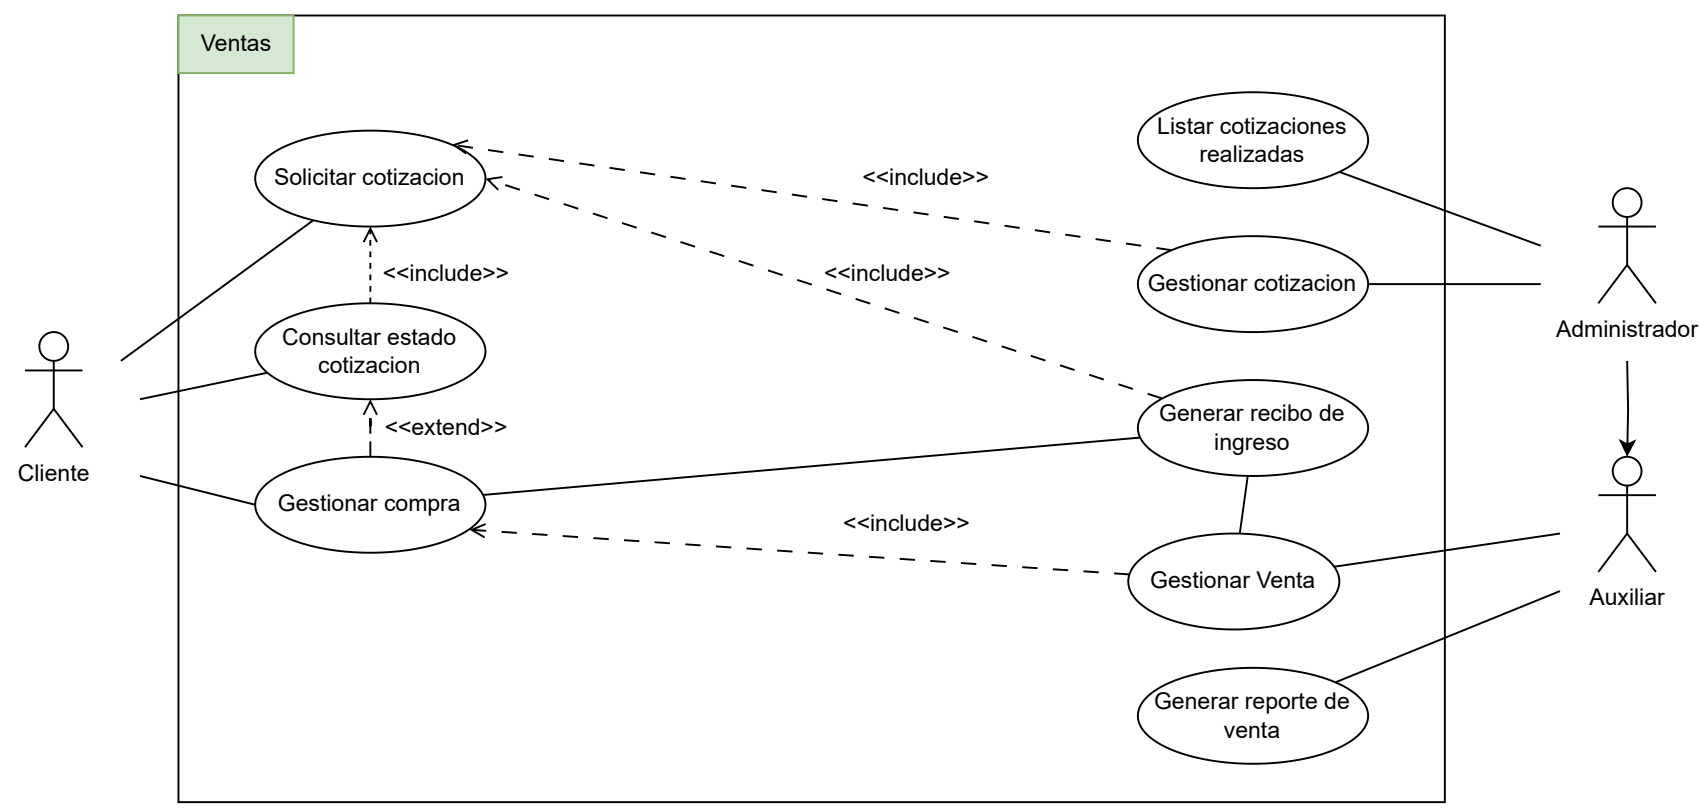 Ventas
Listar cotizaciones
realizadas
Solicitar cotizacion
<<include>>
<<include>>
<<include>>
Gestionar cotizacion
Administrador
Consultar estado
cotizacion
<<extend>>
Generar recibo de
ingreso
Cliente
Gestionar compra
<<include>>
Gestionar Venta
Auxiliar
Generar reporte de
venta